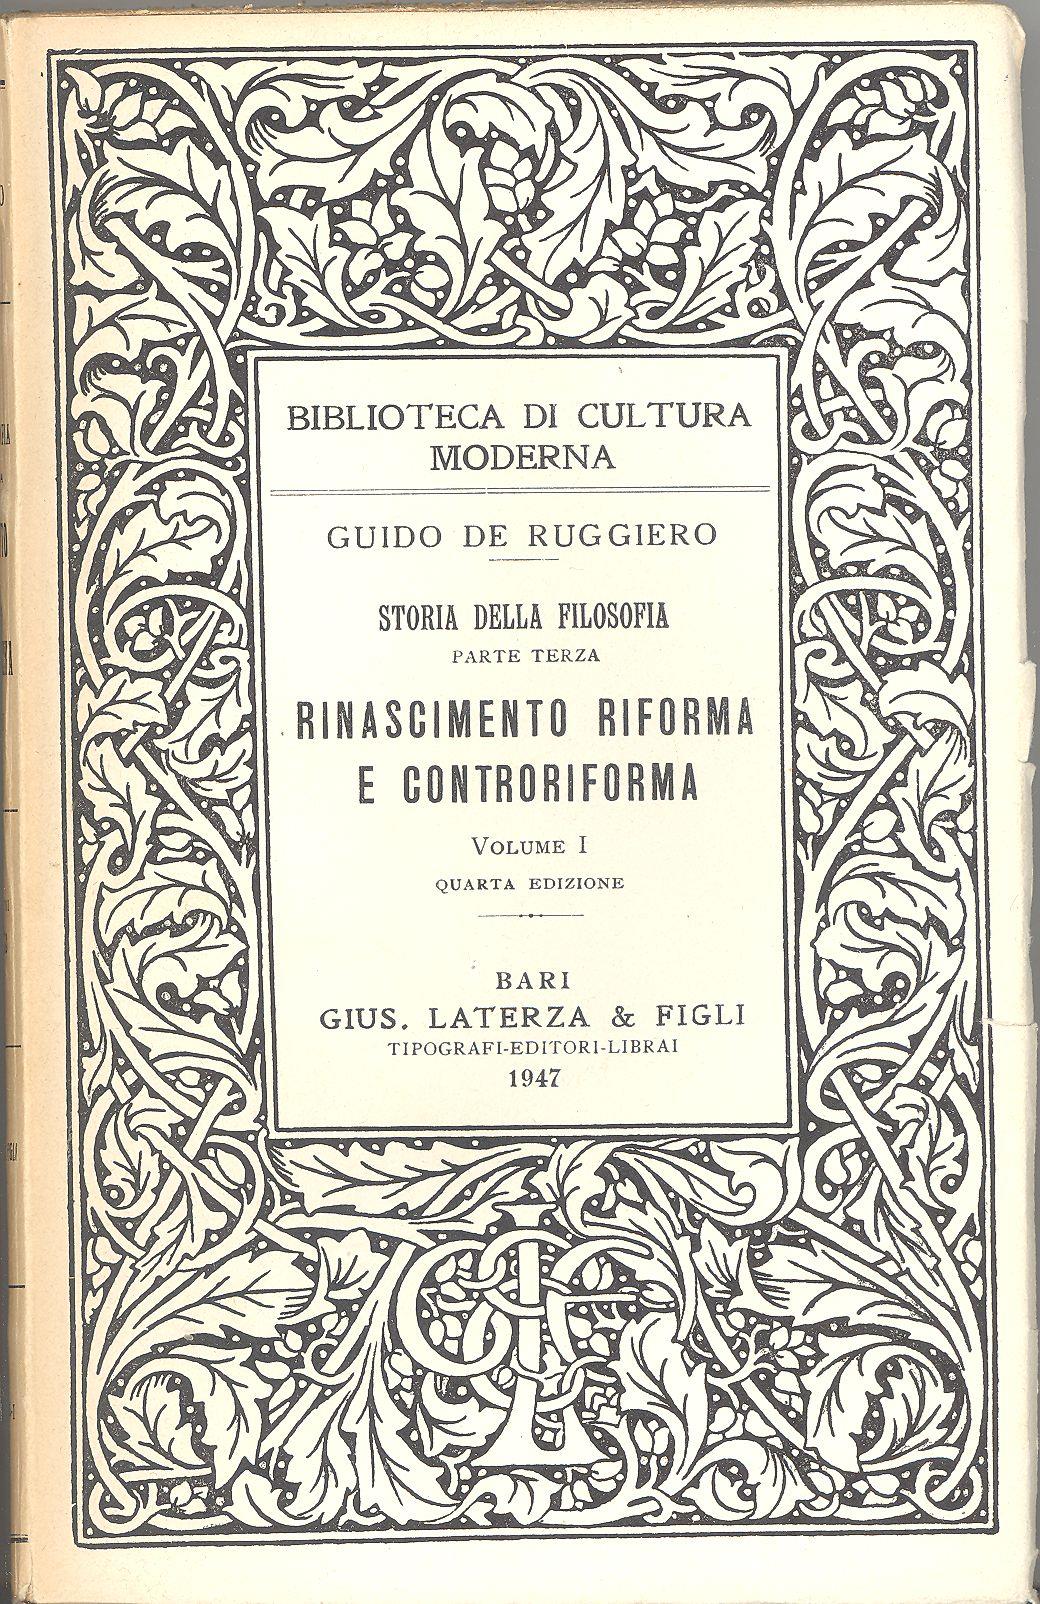 BIBLIOTECA DI CULTURA
MODERNA
GUIDO DE RUGGIERO
STORIA DELLA FILOSOFIA
PARTE TERZA
RINASCIMENTO RIFORMA
E CONTRORIFORMA
VOLUME I
QUARTA EDIZIONE
BARI
GIUS. LATERZA & FIGLI
TIPOGRAFI-EDITORI-LIBRAI
1947